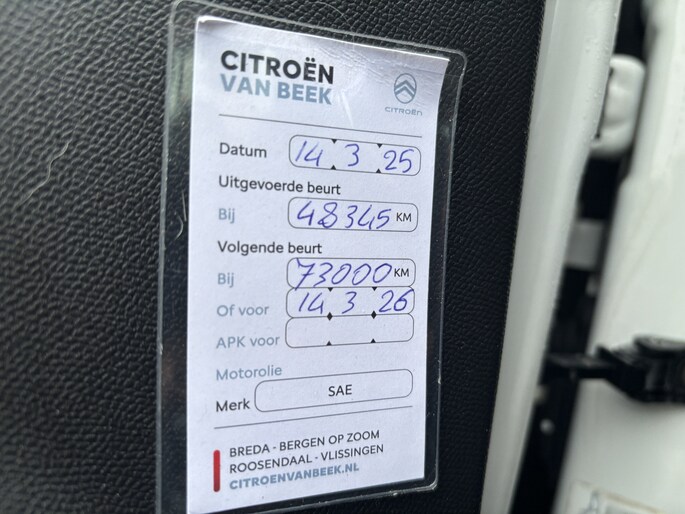 CITROËN
VAN BEEK
CITROËN
Datum 14 3 25
Uitgevoerde beurt
Bij 48345 KM
Volgende beurt
Bij 73000 KM
Of voor 14 3 26
APK voor
Motorolie
Merk SAE
BREDA - BERGEN OP ZOOM
ROOSENDAAL - VLISSINGEN
CITROENVANBEEK.NL